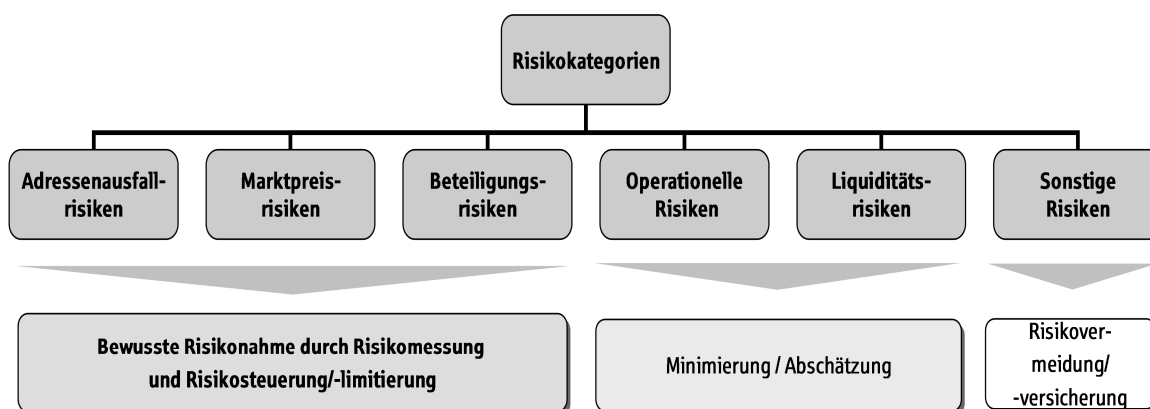 Risikokategorien
Adressenausfall-
risiken
Marktpreis-
risiken
Beteiligungs-
risiken
Operationelle
Risiken
Liquiditäts-
risiken
Sonstige
Risiken
Bewusste Risikonahme durch Risikomessung
und Risikosteuerung/-limitierung
Minimierung / Abschätzung
Risikover-
meidung/
-versicherung